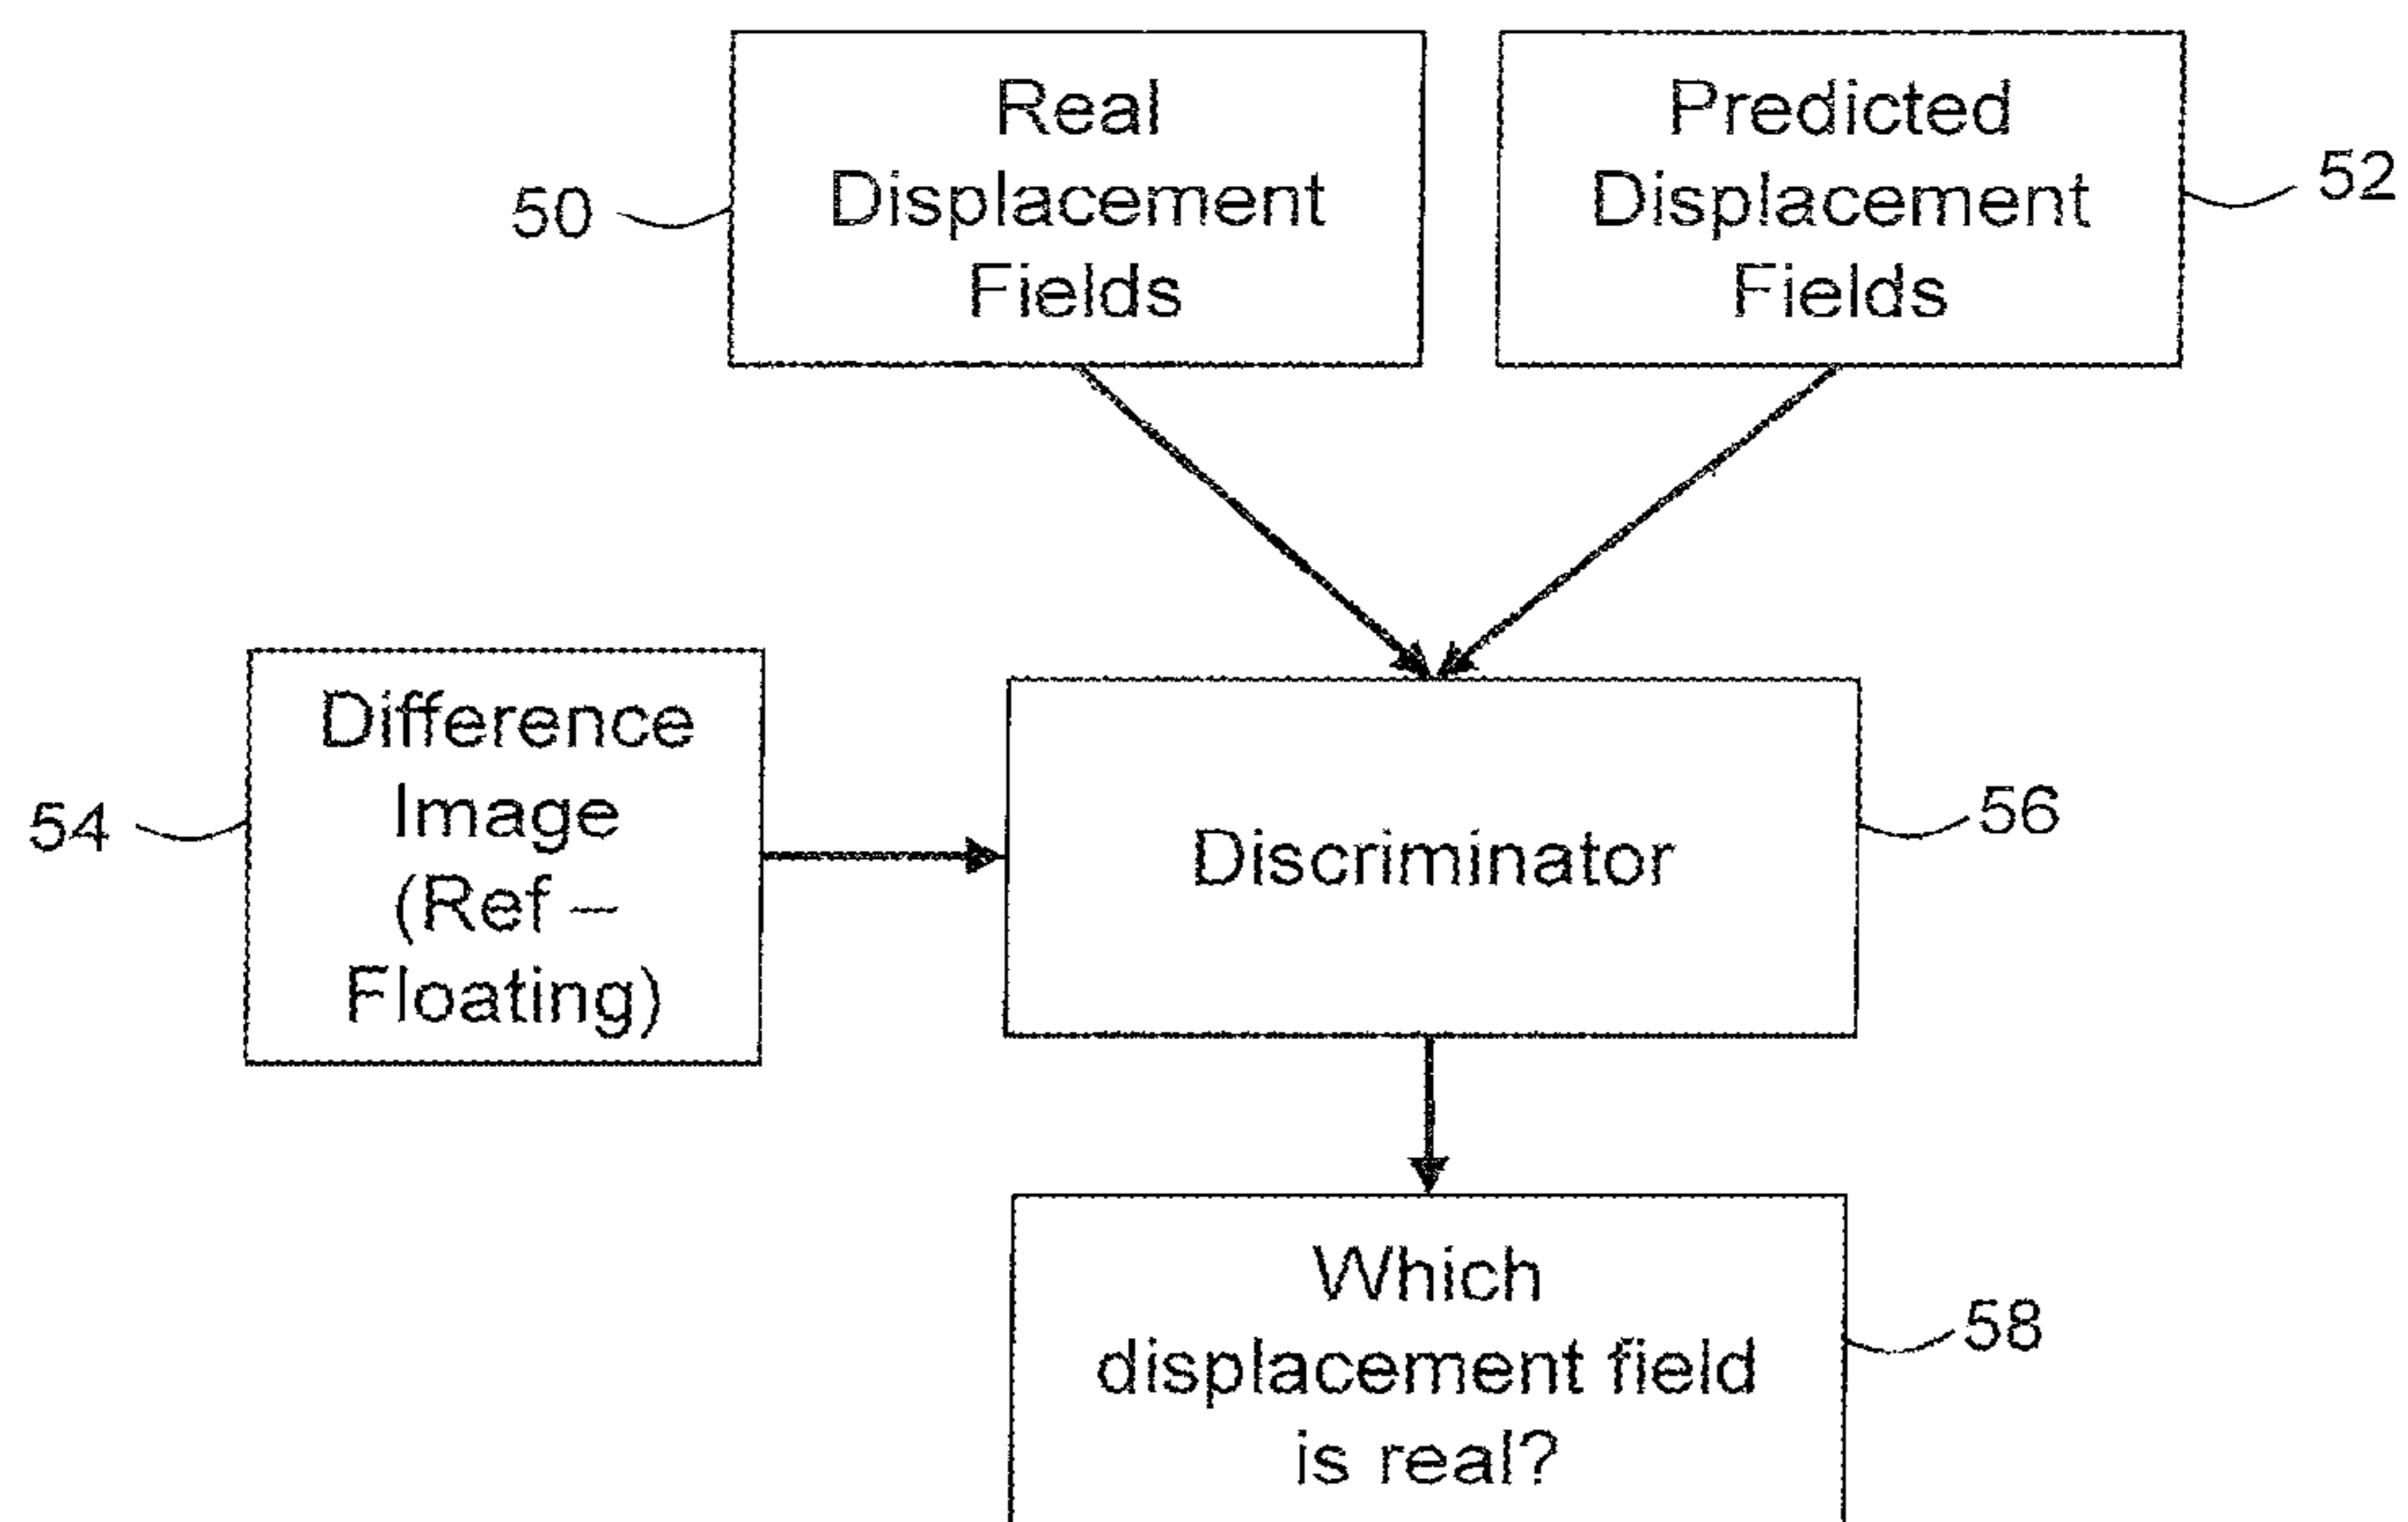 Real
Displacement
Fields
50
Predicted
Displacement
Fields
52
Difference
Image
(Ref –
Floating)
54
Discriminator
56
Which
displacement field
is real?
58